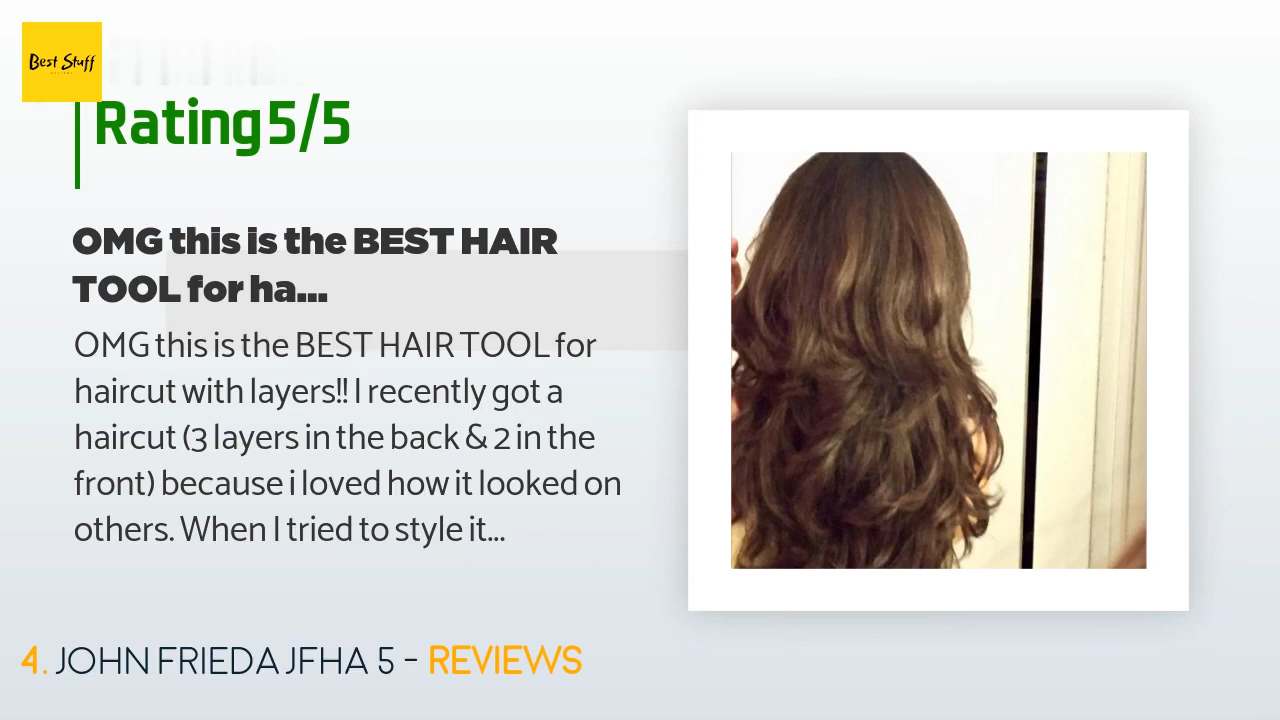 Best Stuff
Rating 5/5
OMG this is the BEST HAIR
TOOL for ha...
OMG this is the BEST HAIR TOOL for
haircut with layers!! I recently got a
haircut (3 layers in the back & 2 in the
front) because i loved how it looked on
others. When I tried to style it...
4. JOHN FRIEDA JFHA 5 - REVIEWS